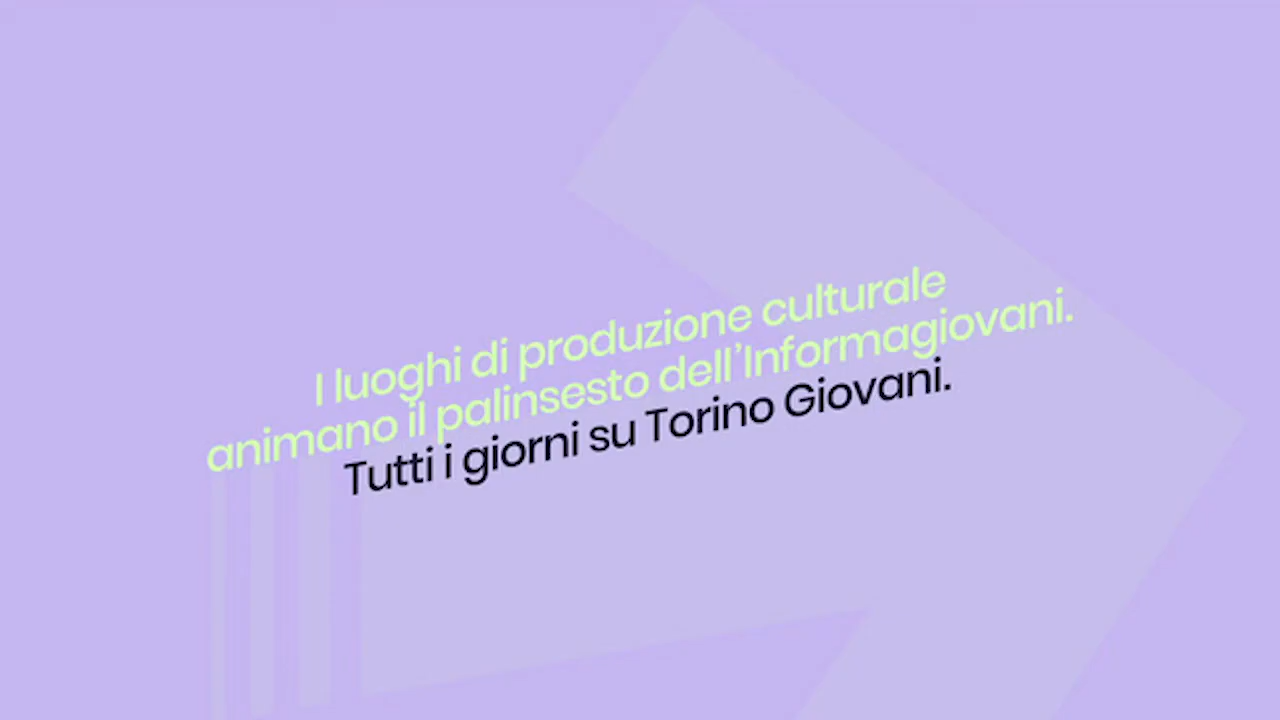 I luoghi di produzione culturale
animano il palinsesto dell’Informagiovani.
Tutti i giorni su Torino Giovani.